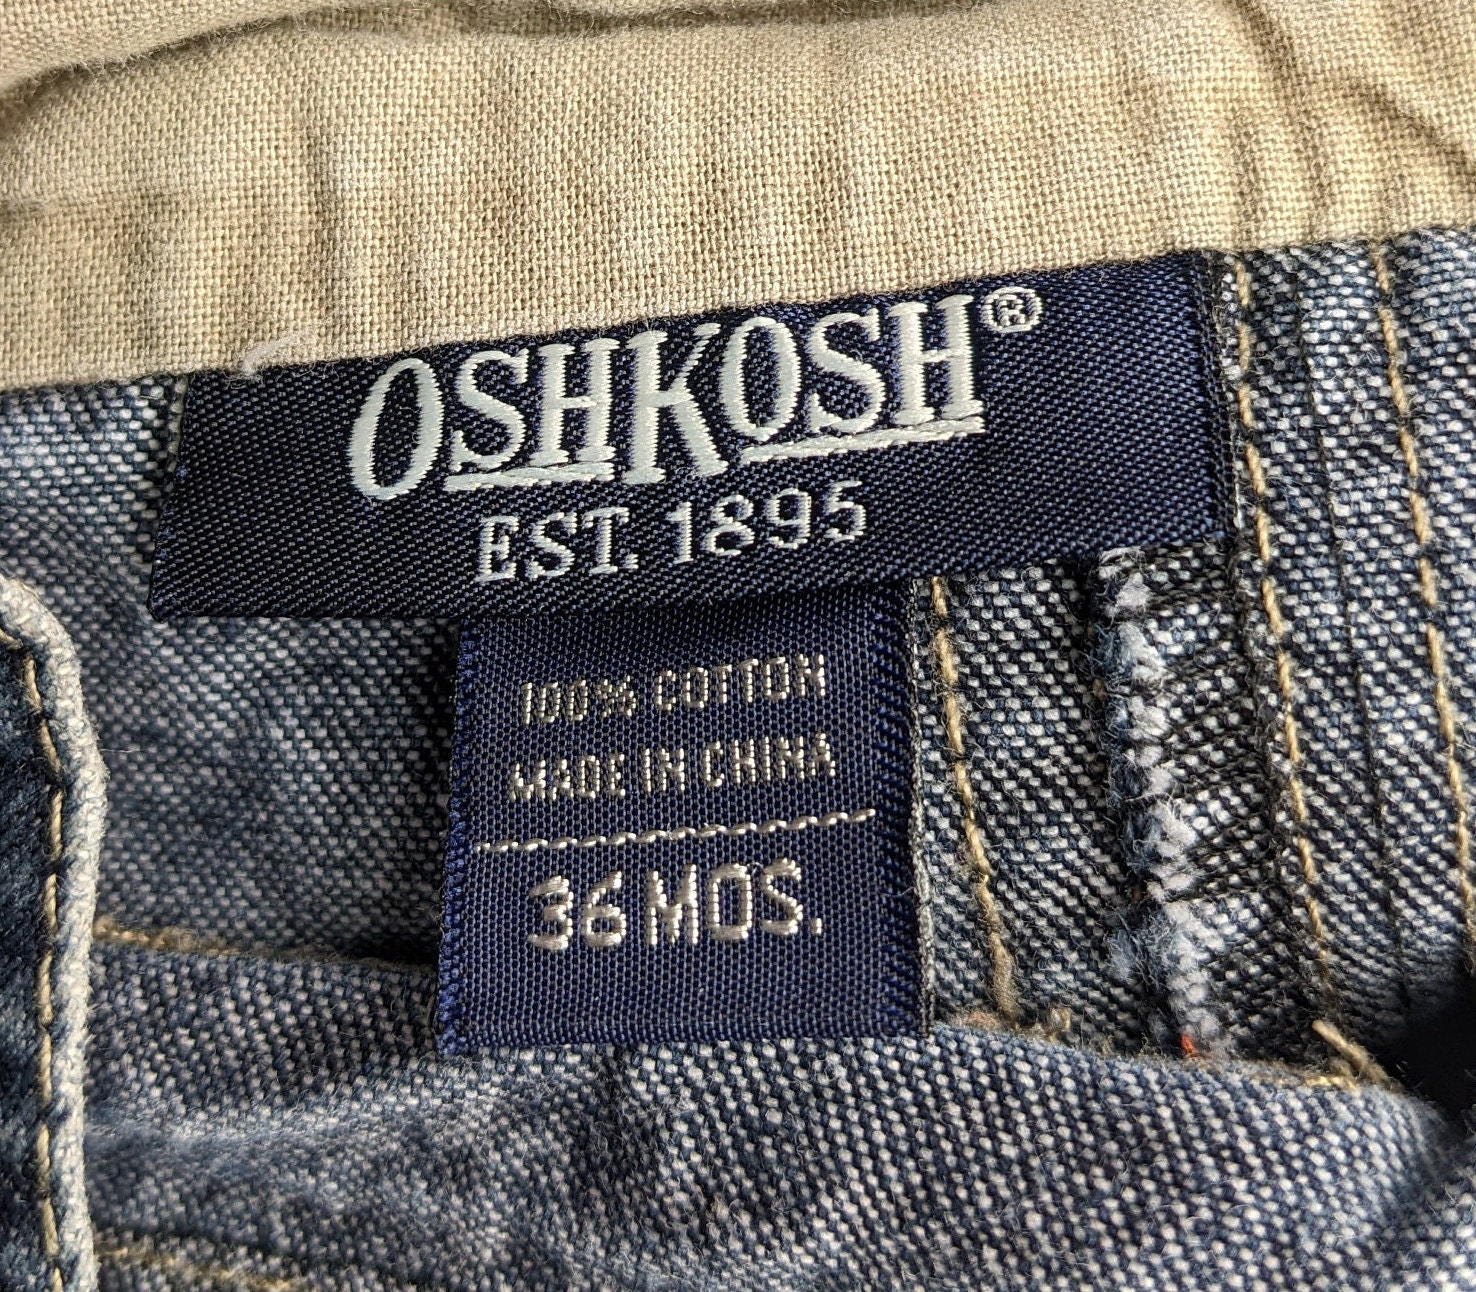 OSHKOSH®
EST. 1895
100% COTTON
MADE IN CHINA
36 MOS.